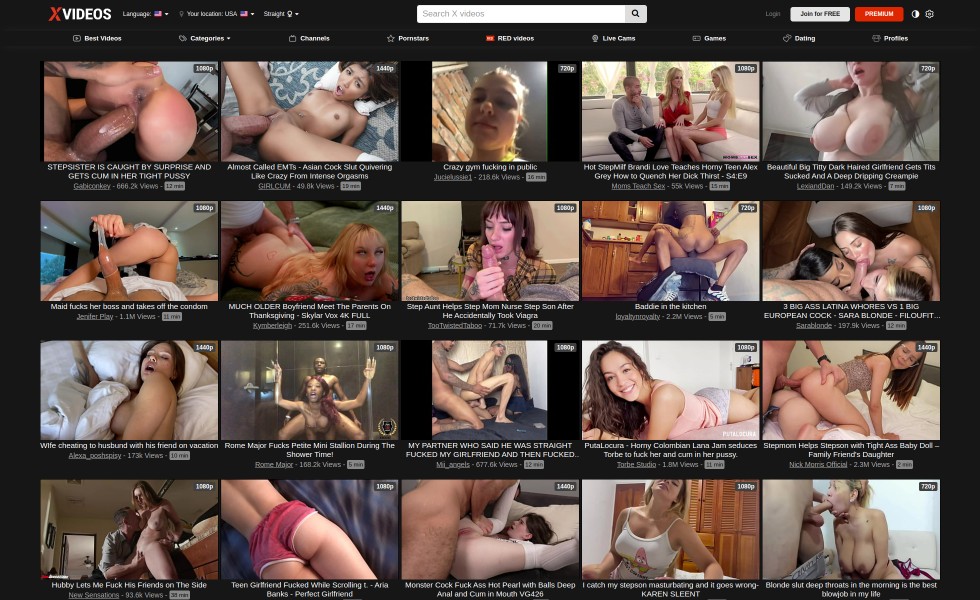 XVIDEOS
Language:
Your location: USA
Straight
Search X videos
Login
Join for FREE
PREMIUM
Best Videos
Categories
Channels
Pornstars
RED videos
Live Cams
Games
Dating
Profiles
1080p
1440p
720p
1080p
720p
STEPSISTER IS CAUGHT BY SURPRISE AND
GETS CUM IN HER TIGHT PUSSY
Gabiconkey - 666.2k Views - 12 min
Almost Called EMTs - Asian Cock Slut Quivering
Like Crazy From Intense Orgasms
GIRLCUM - 49.8k Views - 19 min
Crazy gym fucking in public
Jucielussie1 - 218.6k Views - 16 min
Hot StepMilf Brandi Love Teaches Horny Teen Alex
Grey How to Quench Her Dick Thirst - S4:E9
Moms Teach Sex - 55k Views - 15 min
Beautiful Big Titty Dark Haired Girlfriend Gets Tits
Sucked And A Deep Dripping Creampie
LexiandDan - 149.2k Views - 7 min
1080p
1440p
1080p
720p
1080p
Maid fucks her boss and takes off the condom
Jenifer Play - 1.1M Views - 31 min
MUCH OLDER Boyfriend Meet The Parents On
Thanksgiving - Skylar Vox 4K FULL
Kymberleigh - 251.6k Views - 17 min
Step Aunt Helps Step Mom Nurse Step Son After
He Accidentally Took Viagra
TooTwistedTaboo - 71.7k Views - 20 min
Baddie in the kitchen
loyaltynroyalty - 2.2M Views - 5 min
3 BIG ASS LATINA WHORES VS 1 BIG
EUROPEAN COCK - SARA BLONDE - FILOUFIT...
Sarablonde - 197.9k Views - 12 min
1440p
1080p
1080p
1080p
PUTALOCURA
1440p
Wife cheating to husbund with his friend on vacation
Alexa_poshspisy - 173k Views - 10 min
Rome Major Fucks Petite Mini Stallion During The
Shower Time!
Rome Major - 168.2k Views - 5 min
MY PARTNER WHO SAID HE WAS STRAIGHT
FUCKED MY GIRLFRIEND AND THEN FUCKED..
Mii_angels - 677.6k Views - 12 min
PutaLocura - Horny Colombian Lana Jam seduces
Torbe to fuck her and cum in her pussy.
Torbe Studio - 1.8M Views - 11 min
Stepmom Helps Stepson with Tight Ass Baby Doll –
Family Friend's Daughter
Nick Morris Official - 2.3M Views - 2 min
1080p
1080p
1440p
1080p
720p
Hubby Lets Me Fuck His Friends on The Side
New Sensations - 93.6k Views - 38 min
Teen Girlfriend Fucked While Scrolling t. - Aria
Banks - Perfect Girlfriend
Monster Cock Fuck Ass Hot Pearl with Balls Deep
Anal and Cum in Mouth VG426
I catch my stepson masturbating and it goes wrong-
KAREN SLEENT
Blonde slut deep throats in the morning is the best
blowjob in my life